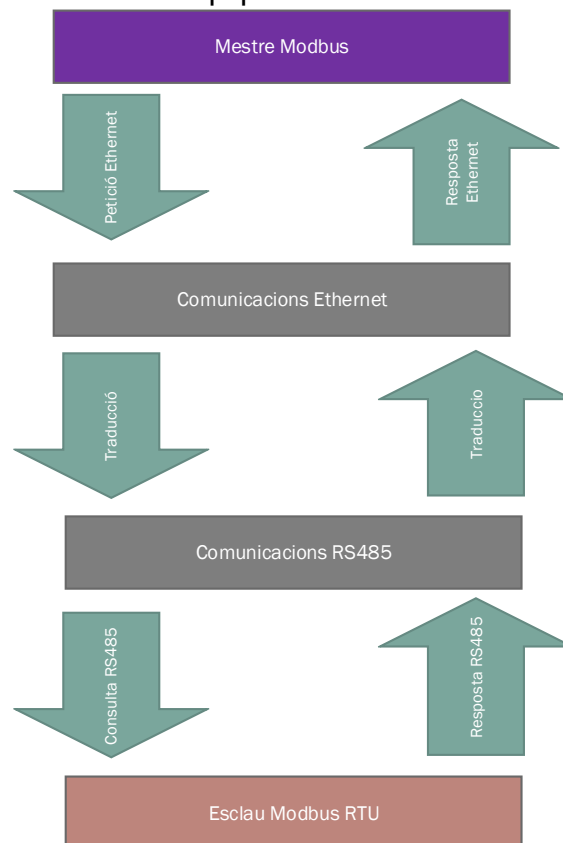 Mestre Modbus
Petició Ethernet
Resposta
Ethernet
Comunicacions Ethernet
Traducció
Traduccio
Comunicacions RS485
Consulta RS485
Resposta RS485
Esclau Modbus RTU